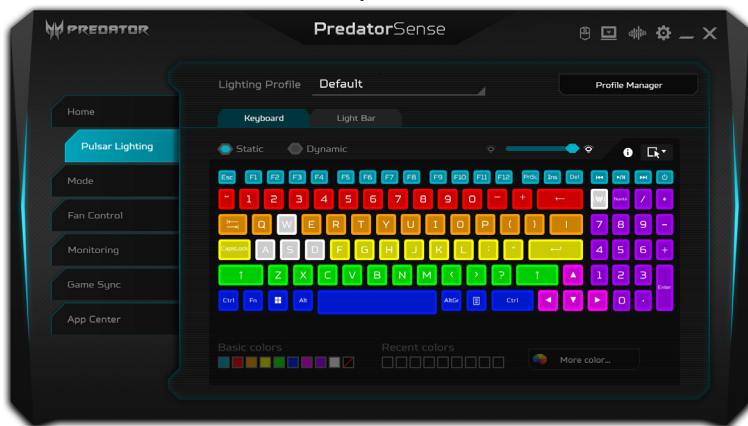 PREDATOR
PredatorSense
Lighting Profile Default
Profile Manager
Home
Pulsar Lighting
Mode
Fan Control
Monitoring
Game Sync
App Center
Keyboard Light Bar
Static Dynamic
Esc F1 F2 F3 F4 F5 F6 F7 F8 F9 F10 F11 F12 PrtSc Ins Del
~ 1 2 3 4 5 6 7 8 9 0 - + ← W NumLk / *
Q W E R T Y U I O P ( ) | 7 8 9 -
CapsLock A S D F G H J K L ; " 4 5 6 +
↑ Z X C V B N M < > ? ↑ ▲ 1 2 3 Enter
Ctrl Fn Alt AltGr Ctrl ◄ ▼ ► 0 .
Basic colors Recent colors
More color...